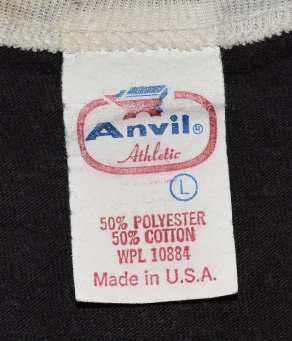 Anvil®
Athletic
L
50% POLYESTER
50% COTTON
WPL 10884
Made in U.S.A.